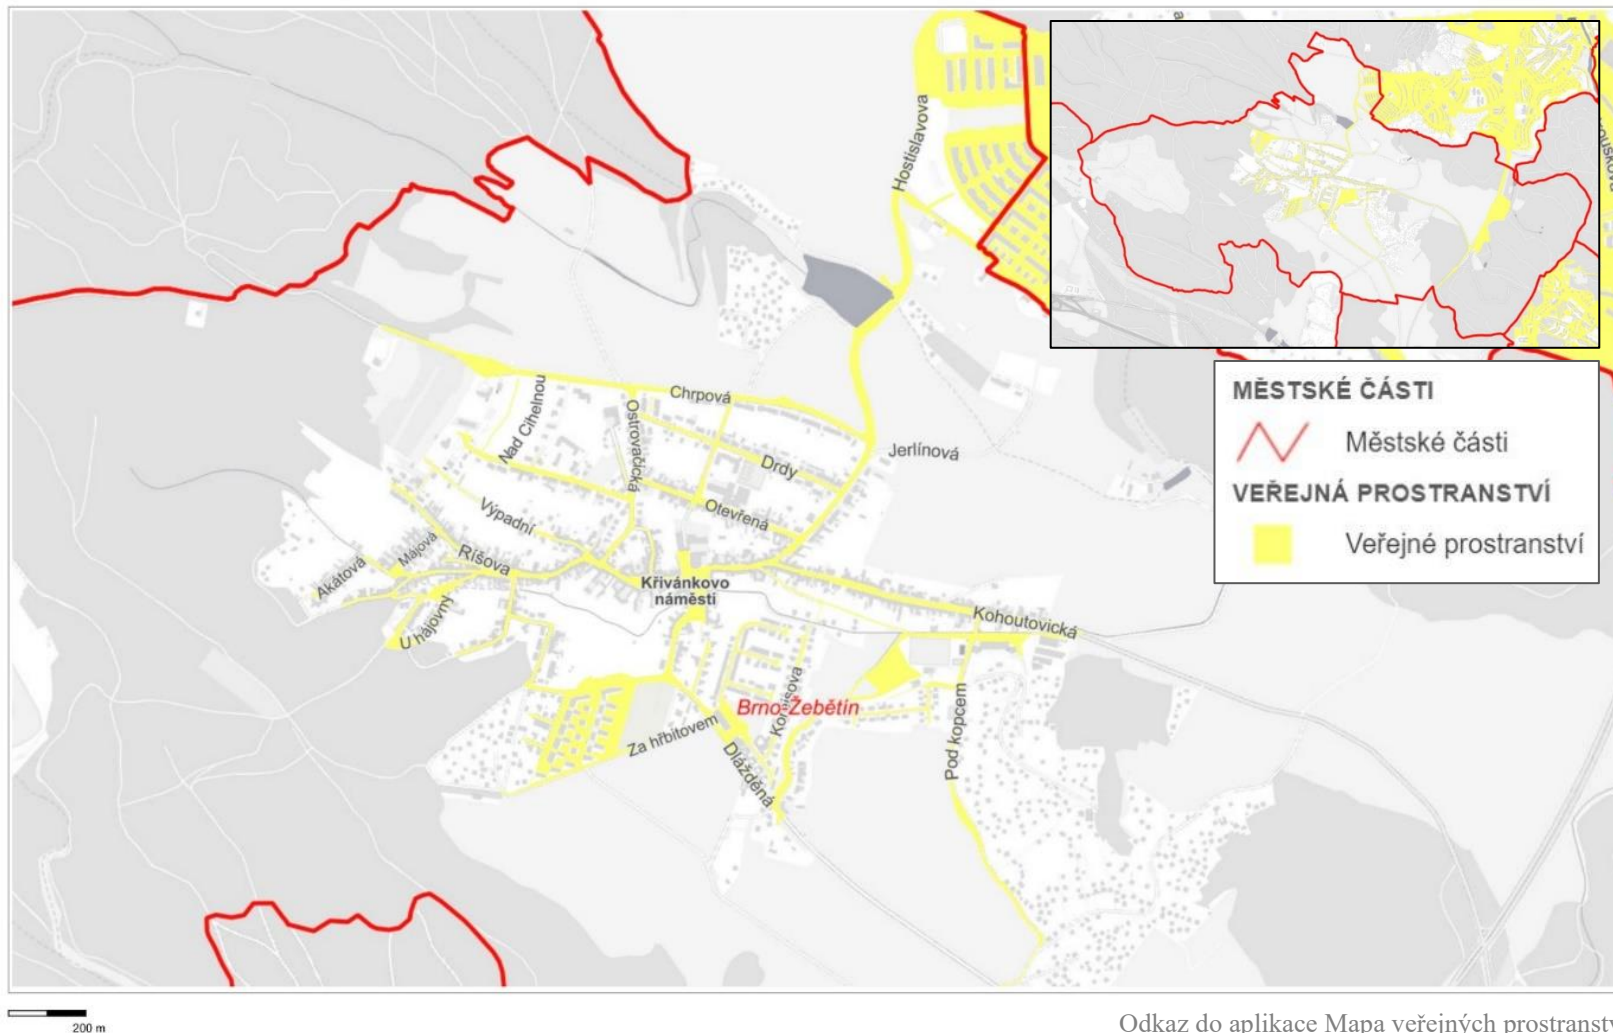 Hostislavova
MĚSTSKÉ ČÁSTI
Městské části
VEŘEJNÁ PROSTRANSTVÍ
Veřejné prostranství
Chrpová
Nad Cihelnou
Ostrovačická
Jerlínová
Drdy
Otevřená
Výpadní
Májová
Ríšova
Akátová
U hájovny
Křivánkovo
náměstí
Kohoutovická
Brno-Žebětín
Za hřbitovem
Dlážděná
Pod kopcem
200 m
Odkaz do aplikace Mapa veřejných prostranstv